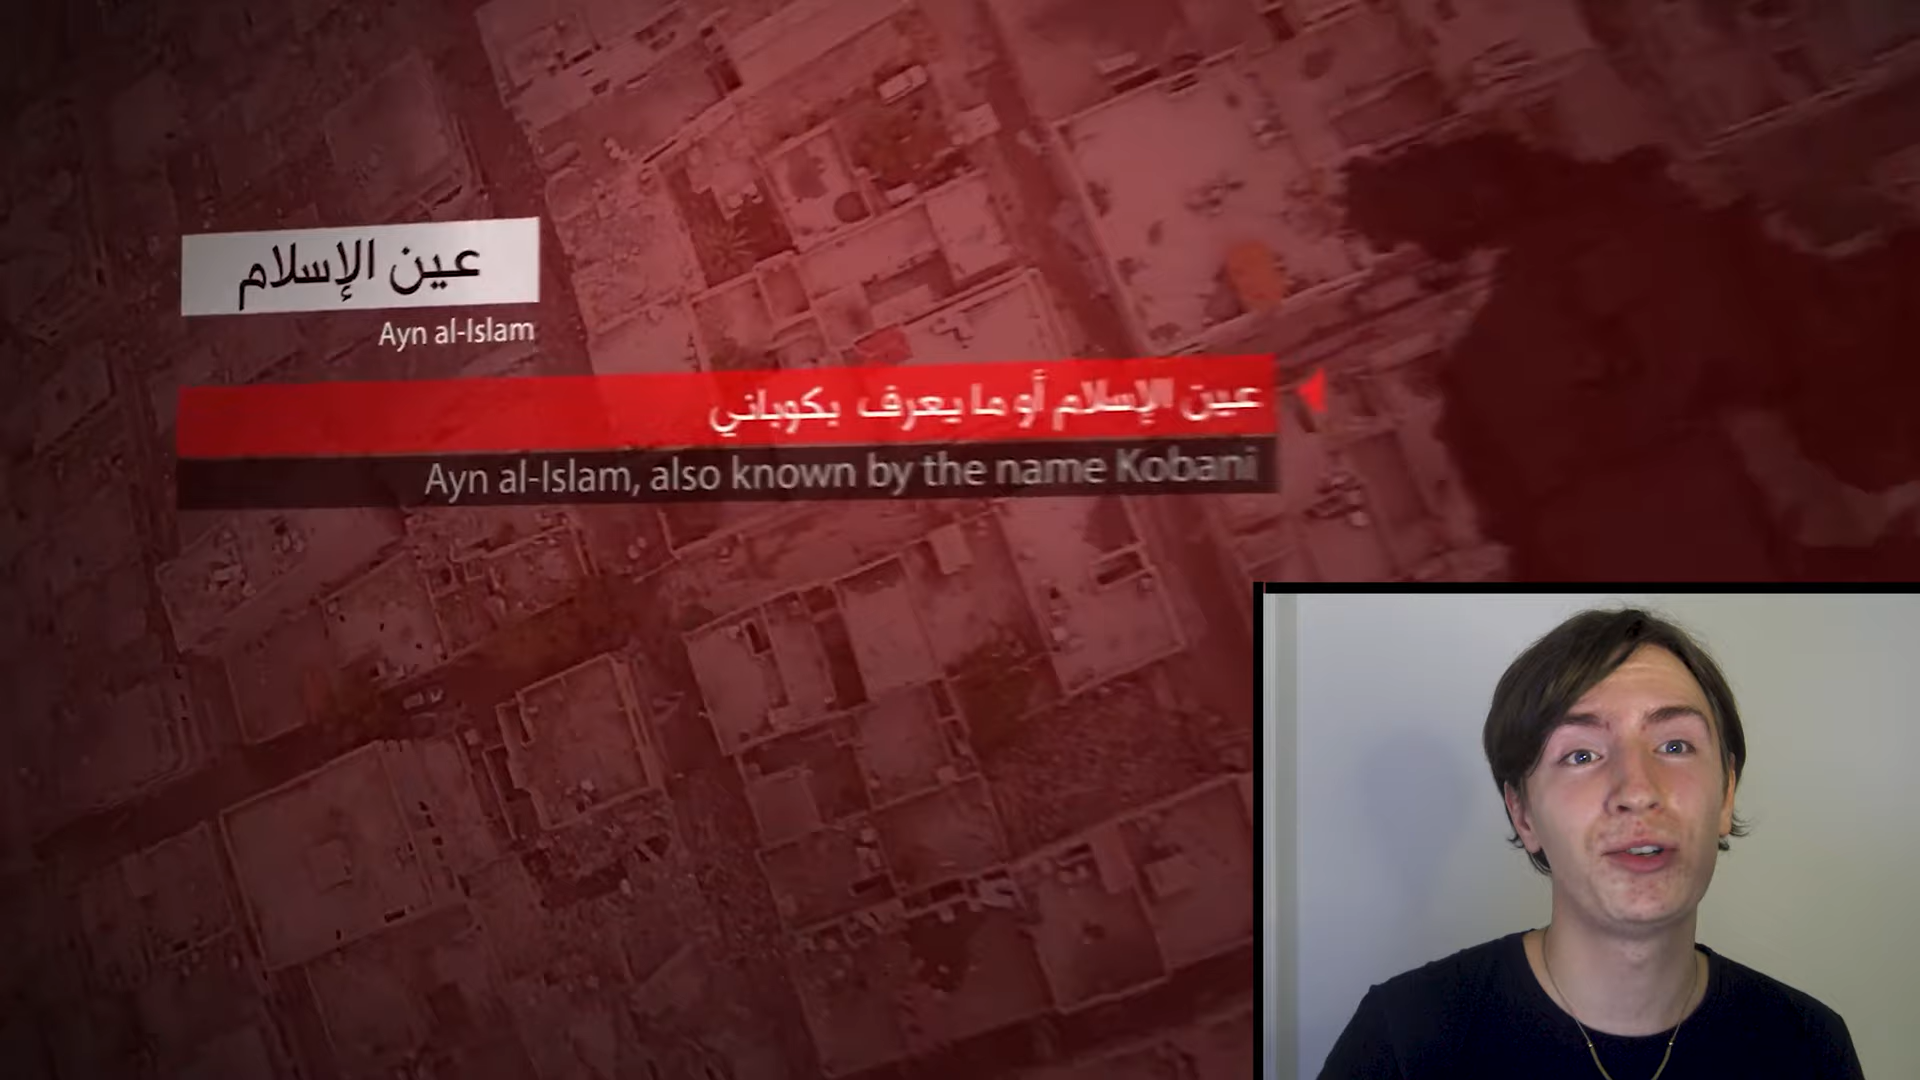 عين الإسلام
Ayn al-Islam
عين الإسلام أو ما يعرف بكوباني
Ayn al-Islam, also known by the name Kobani